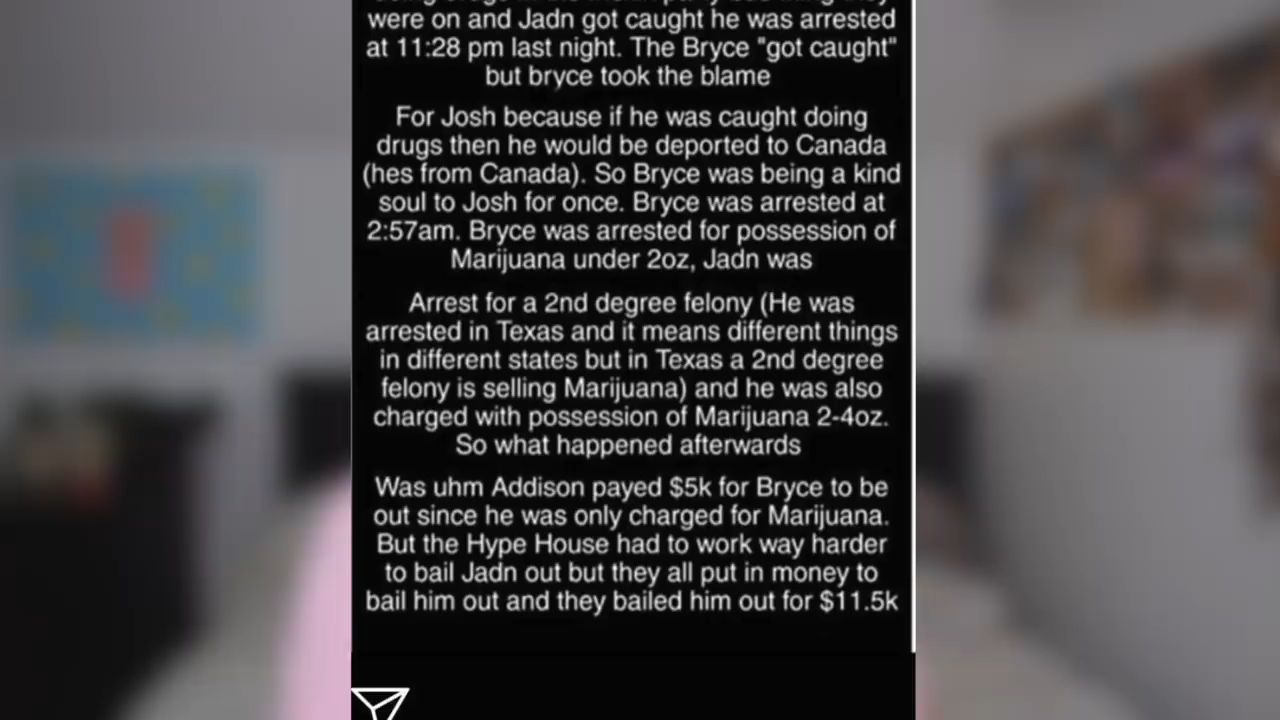 were on and Jadn got caught he was arrested
at 11:28 pm last night. The Bryce "got caught"
but bryce took the blame
For Josh because if he was caught doing
drugs then he would be deported to Canada
(hes from Canada). So Bryce was being a kind
soul to Josh for once. Bryce was arrested at
2:57am. Bryce was arrested for possession of
Marijuana under 2oz, Jadn was
Arrest for a 2nd degree felony (He was
arrested in Texas and it means different things
in different states but in Texas a 2nd degree
felony is selling Marijuana) and he was also
charged with possession of Marijuana 2-4oz.
So what happened afterwards
Was uhm Addison payed $5k for Bryce to be
out since he was only charged for Marijuana.
But the Hype House had to work way harder
to bail Jadn out but they all put in money to
bail him out and they bailed him out for $11.5k